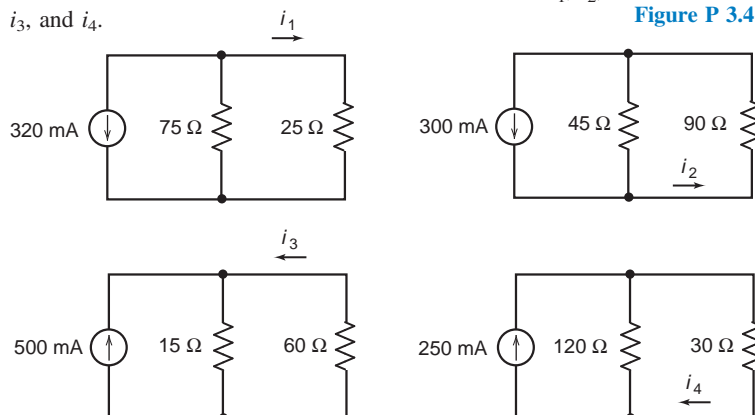 i₃, and i₄.
Figure P 3.4
i₁
320 mA
75 Ω
25 Ω
300 mA
45 Ω
90 Ω
i₂
i₃
500 mA
15 Ω
60 Ω
250 mA
120 Ω
30 Ω
i₄